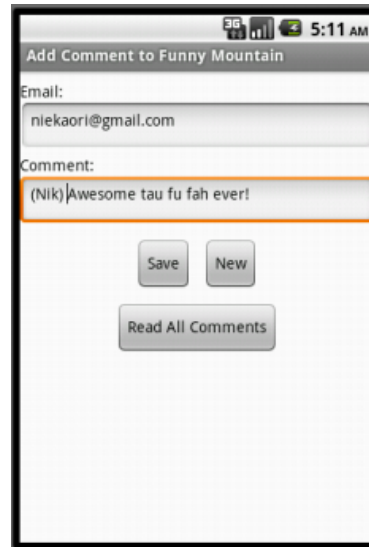 3G 5:11 AM
Add Comment to Funny Mountain
Email:
niekaori@gmail.com
Comment:
(Nik) Awesome tau fu fah ever!
Save New
Read All Comments